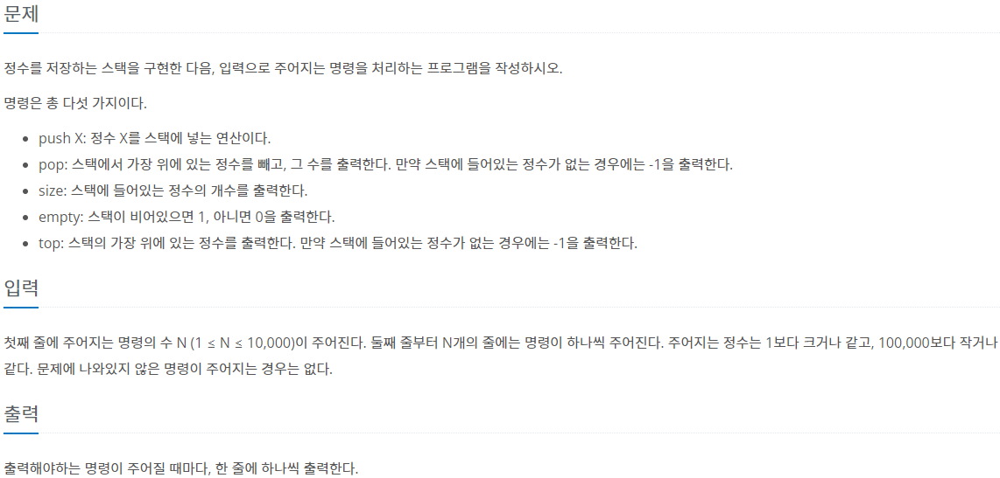 문제
정수를 저장하는 스택을 구현한 다음, 입력으로 주어지는 명령을 처리하는 프로그램을 작성하시오.
명령은 총 다섯 가지이다.
push X: 정수 X를 스택에 넣는 연산이다.
pop: 스택에서 가장 위에 있는 정수를 빼고, 그 수를 출력한다. 만약 스택에 들어있는 정수가 없는 경우에는 -1을 출력한다.
size: 스택에 들어있는 정수의 개수를 출력한다.
empty: 스택이 비어있으면 1, 아니면 0을 출력한다.
top: 스택의 가장 위에 있는 정수를 출력한다. 만약 스택에 들어있는 정수가 없는 경우에는 -1을 출력한다.
입력
첫째 줄에 주어지는 명령의 수 N (1 ≤ N ≤ 10,000)이 주어진다. 둘째 줄부터 N개의 줄에는 명령이 하나씩 주어진다. 주어지는 정수는 1보다 크거나 같고, 100,000보다 작거나
같다. 문제에 나와있지 않은 명령이 주어지는 경우는 없다.
출력
출력해야하는 명령이 주어질 때마다, 한 줄에 하나씩 출력한다.